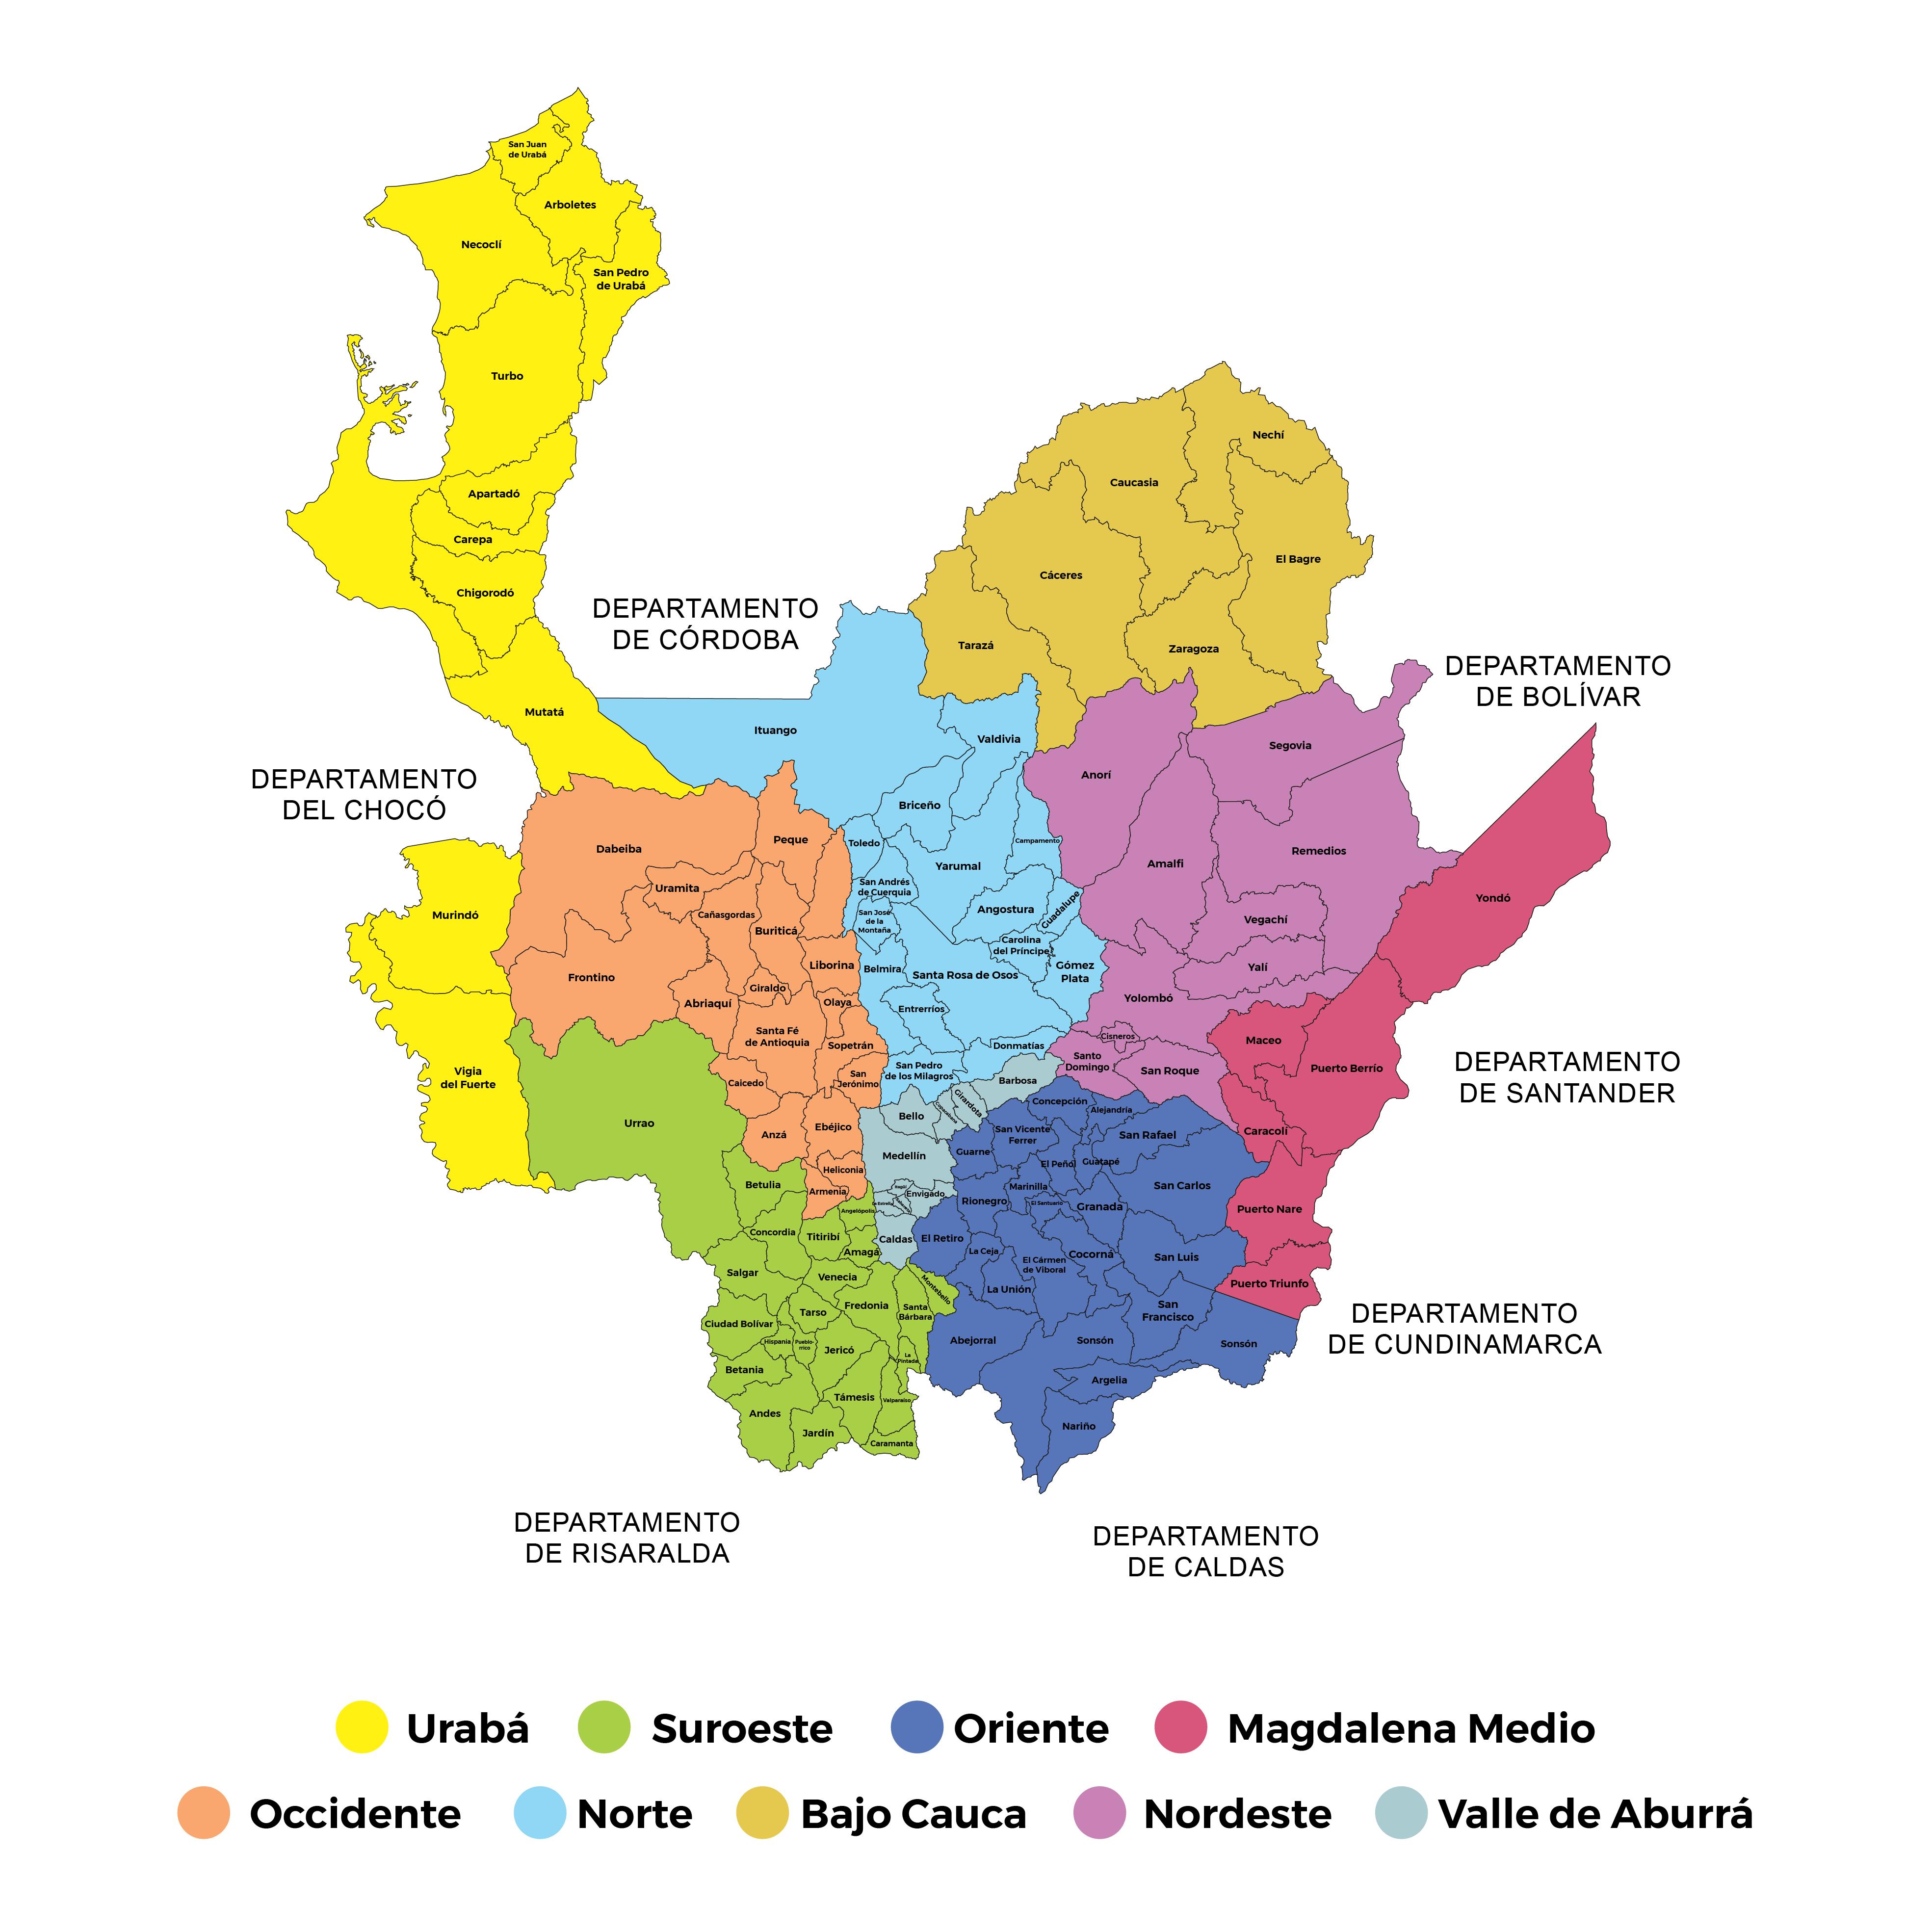 San Juan
de Urabá
Arboletes
Necoclí
San Pedro
de Urabá
Turbo
Apartadó
Carepa
Chigorodó
Mutatá
Nechí
Caucasia
El Bagre
Cáceres
Tarazá
Zaragoza
DEPARTAMENTO
DE CÓRDOBA
DEPARTAMENTO
DE BOLÍVAR
DEPARTAMENTO
DEL CHOCÓ
Ituango
Valdivia
Briceño
Toledo
Campamento
Yarumal
San Andrés
de Cuerquia
San José
de la
Montaña
Angostura
Guadalupe
Carolina
del Príncipe
Gómez
Plata
Belmira
Santa Rosa de Osos
Entrerríos
Donmatías
San Pedro
de los Milagros
Segovia
Anorí
Remedios
Amalfi
Vegachí
Yalí
Yolombó
Cisneros
Santo
Domingo
San Roque
Yondó
Maceo
Puerto Berrío
Caracolí
Puerto Nare
Puerto Triunfo
DEPARTAMENTO
DE SANTANDER
Murindó
Vigia
del Fuerte
Dabeiba
Peque
Uramita
Cañasgordas
Buriticá
Frontino
Liborina
Abriaquí
Giraldo
Olaya
Santa Fé
de Antioquia
Sopetrán
San
Jerónimo
Caicedo
Anzá
Ebéjico
Heliconia
Armenia
Barbosa
Girardota
Bello
Medellín
Envigado
Caldas
Concepción
Alejandría
San Vicente
Ferrer
San Rafael
Guarne
El Peñol
Guatapé
Marinilla
San Carlos
Rionegro
El Santuario
Granada
El Retiro
La Ceja
El Cármen
de Viboral
Cocorná
San Luis
La Unión
San
Francisco
Abejorral
Sonsón
Sonsón
Argelia
Nariño
Urrao
Betulia
Angelópolis
Concordia
Titiribí
Amagá
Salgar
Venecia
Montebello
Fredonia
Santa
Bárbara
Tarso
Ciudad Bolívar
Hispania
Pueblo-
rrico
Jericó
La
Pintada
Betania
Támesis
Valparaíso
Andes
Jardín
Caramanta
DEPARTAMENTO
DE CUNDINAMARCA
DEPARTAMENTO
DE RISARALDA
DEPARTAMENTO
DE CALDAS
Urabá
Suroeste
Oriente
Magdalena Medio
Occidente
Norte
Bajo Cauca
Nordeste
Valle de Aburrá